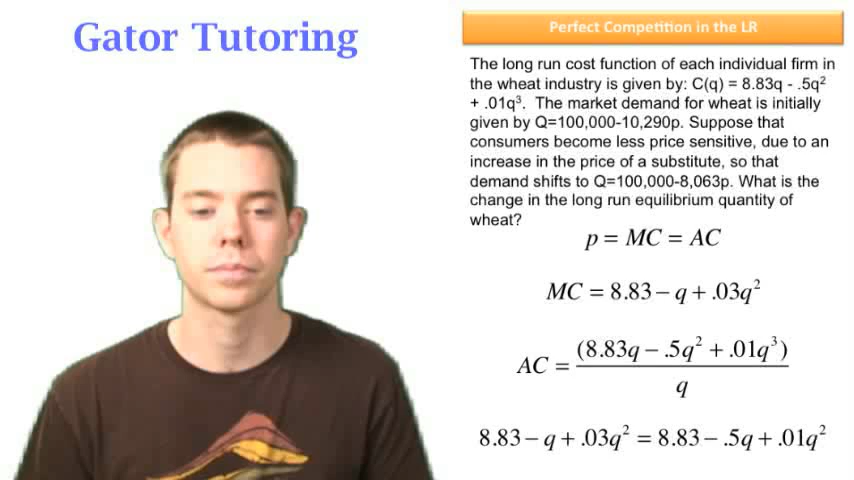 Gator Tutoring
Perfect Competition in the LR
The long run cost function of each individual firm in
the wheat industry is given by: C(q) = 8.83q - .5q²
+ .01q³.  The market demand for wheat is initially
given by Q=100,000-10,290p. Suppose that
consumers become less price sensitive, due to an
increase in the price of a substitute, so that
demand shifts to Q=100,000-8,063p. What is the
change in the long run equilibrium quantity of
wheat?
p = MC = AC
MC = 8.83 − q + .03q²
AC = (8.83q − .5q² + .01q³) / q
8.83 − q + .03q² = 8.83 − .5q + .01q²